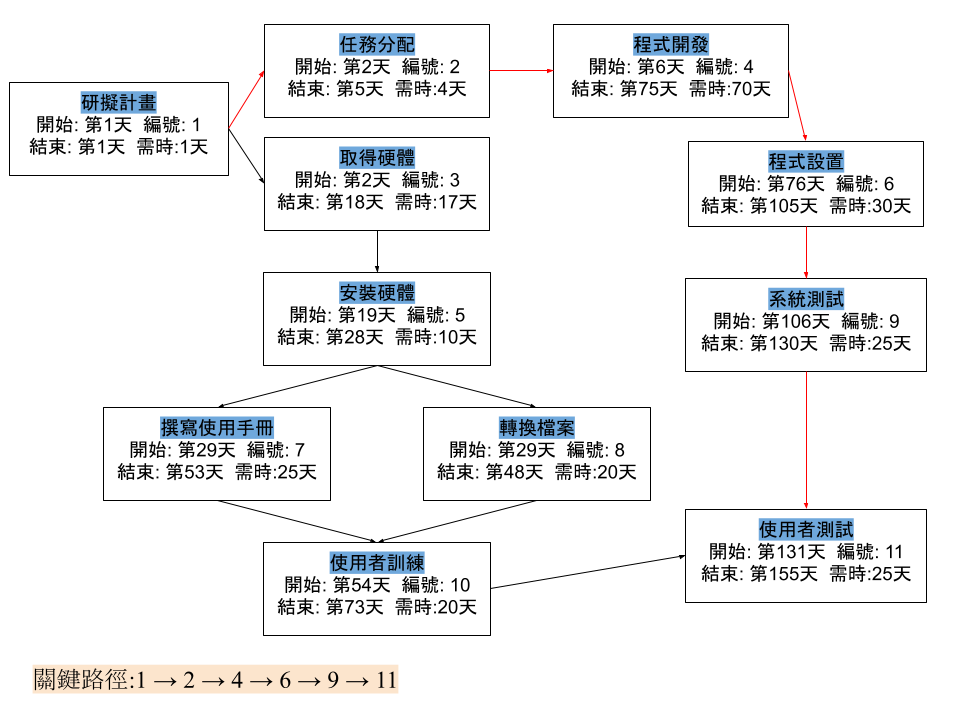 研擬計畫
開始: 第1天 編號: 1
結束: 第1天 需時:1天
任務分配
開始: 第2天 編號: 2
結束: 第5天 需時:4天
程式開發
開始: 第6天 編號: 4
結束: 第75天 需時:70天
取得硬體
開始: 第2天 編號: 3
結束: 第18天 需時:17天
程式設置
開始: 第76天 編號: 6
結束: 第105天 需時:30天
安裝硬體
開始: 第19天 編號: 5
結束: 第28天 需時:10天
系統測試
開始: 第106天 編號: 9
結束: 第130天 需時:25天
撰寫使用手冊
開始: 第29天 編號: 7
結束: 第53天 需時:25天
轉換檔案
開始: 第29天 編號: 8
結束: 第48天 需時:20天
使用者訓練
開始: 第54天 編號: 10
結束: 第73天 需時:20天
使用者測試
開始: 第131天 編號: 11
結束: 第155天 需時:25天
關鍵路徑:1 → 2 → 4 → 6 → 9 → 11